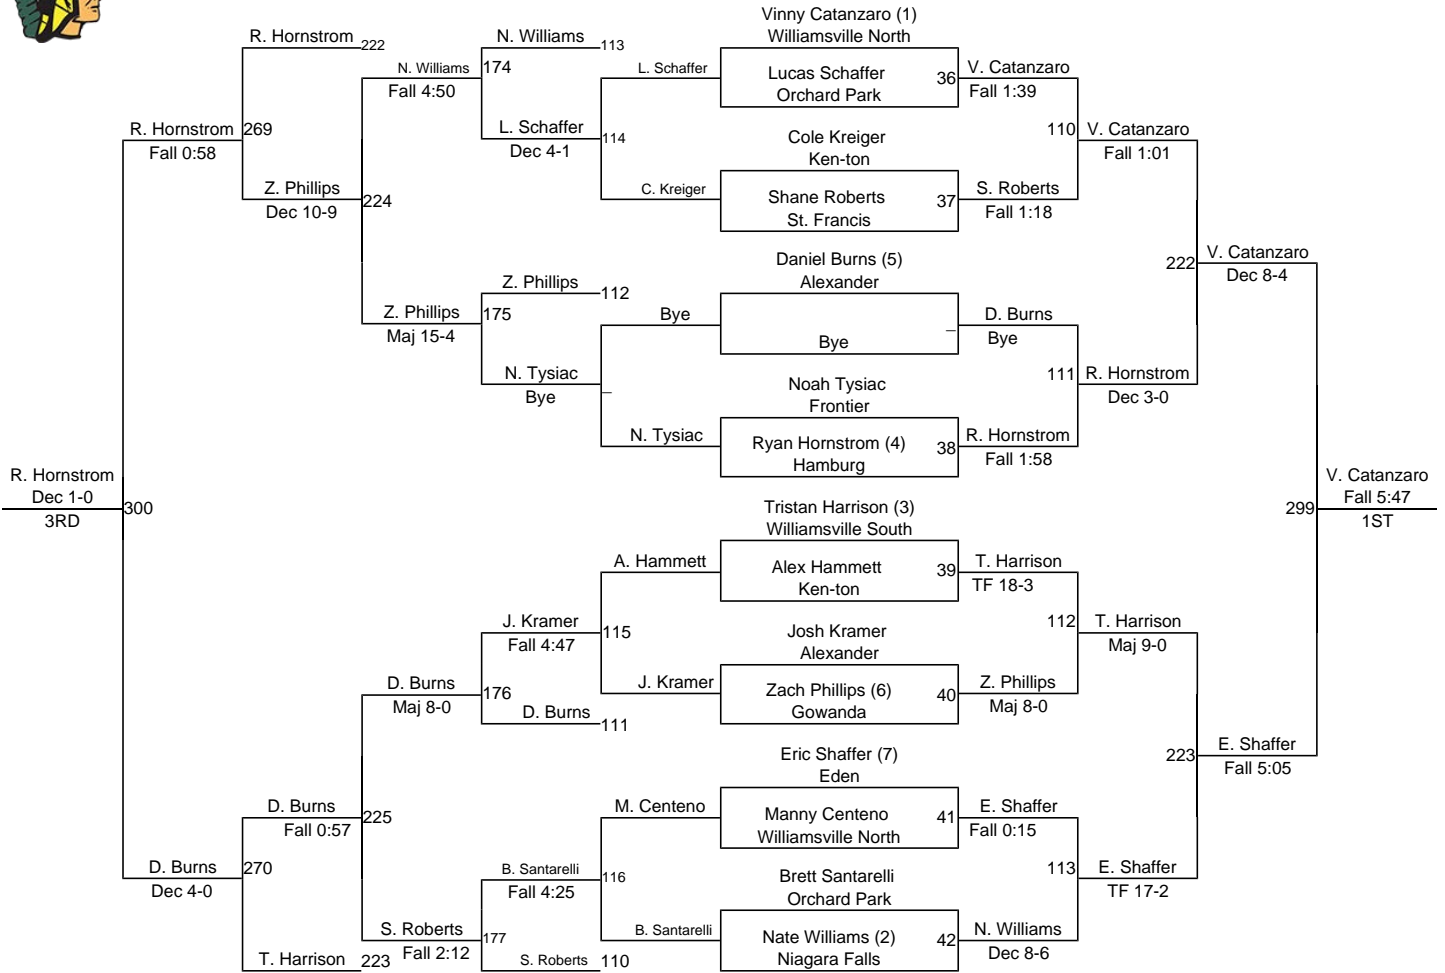 Vinny Catanzaro (1)
R. Hornstrom 222
N. Williams 113
Williamsville North
N. Williams 174
L. Schaffer
Lucas Schaffer 36
V. Catanzaro
Fall 4:50
Orchard Park
Fall 1:39
R. Hornstrom 269
L. Schaffer 114
Cole Kreiger
110 V. Catanzaro
Fall 0:58
Dec 4-1
Ken-ton
Fall 1:01
Z. Phillips
C. Kreiger
Shane Roberts 37
S. Roberts
Dec 10-9
224
St. Francis
Fall 1:18
Daniel Burns (5)
222 V. Catanzaro
Z. Phillips 112
Alexander
Dec 8-4
Z. Phillips 175
Bye
D. Burns
Maj 15-4
Bye
Bye
N. Tysiac
Noah Tysiac
111 R. Hornstrom
Bye
Frontier
Dec 3-0
N. Tysiac
Ryan Hornstrom (4) 38
R. Hornstrom
Hamburg
Fall 1:58
R. Hornstrom
V. Catanzaro
Dec 1-0
Fall 5:47
3RD
300
Tristan Harrison (3)
299
1ST
Williamsville South
A. Hammett
Alex Hammett 39
T. Harrison
Ken-ton
TF 18-3
J. Kramer 115
Josh Kramer
112 T. Harrison
Fall 4:47
Alexander
Maj 9-0
D. Burns 176
J. Kramer
Zach Phillips (6) 40
Z. Phillips
Maj 8-0
D. Burns 111
Gowanda
Maj 8-0
Eric Shaffer (7)
223 E. Shaffer
Eden
Fall 5:05
D. Burns 225
M. Centeno
Manny Centeno 41
E. Shaffer
Fall 0:57
Williamsville North
Fall 0:15
D. Burns 270
B. Santarelli 116
Brett Santarelli
113 E. Shaffer
Dec 4-0
Fall 4:25
Orchard Park
TF 17-2
S. Roberts 177
B. Santarelli
Nate Williams (2) 42
N. Williams
Fall 2:12
T. Harrison 223
S. Roberts 110
Niagara Falls
Dec 8-6